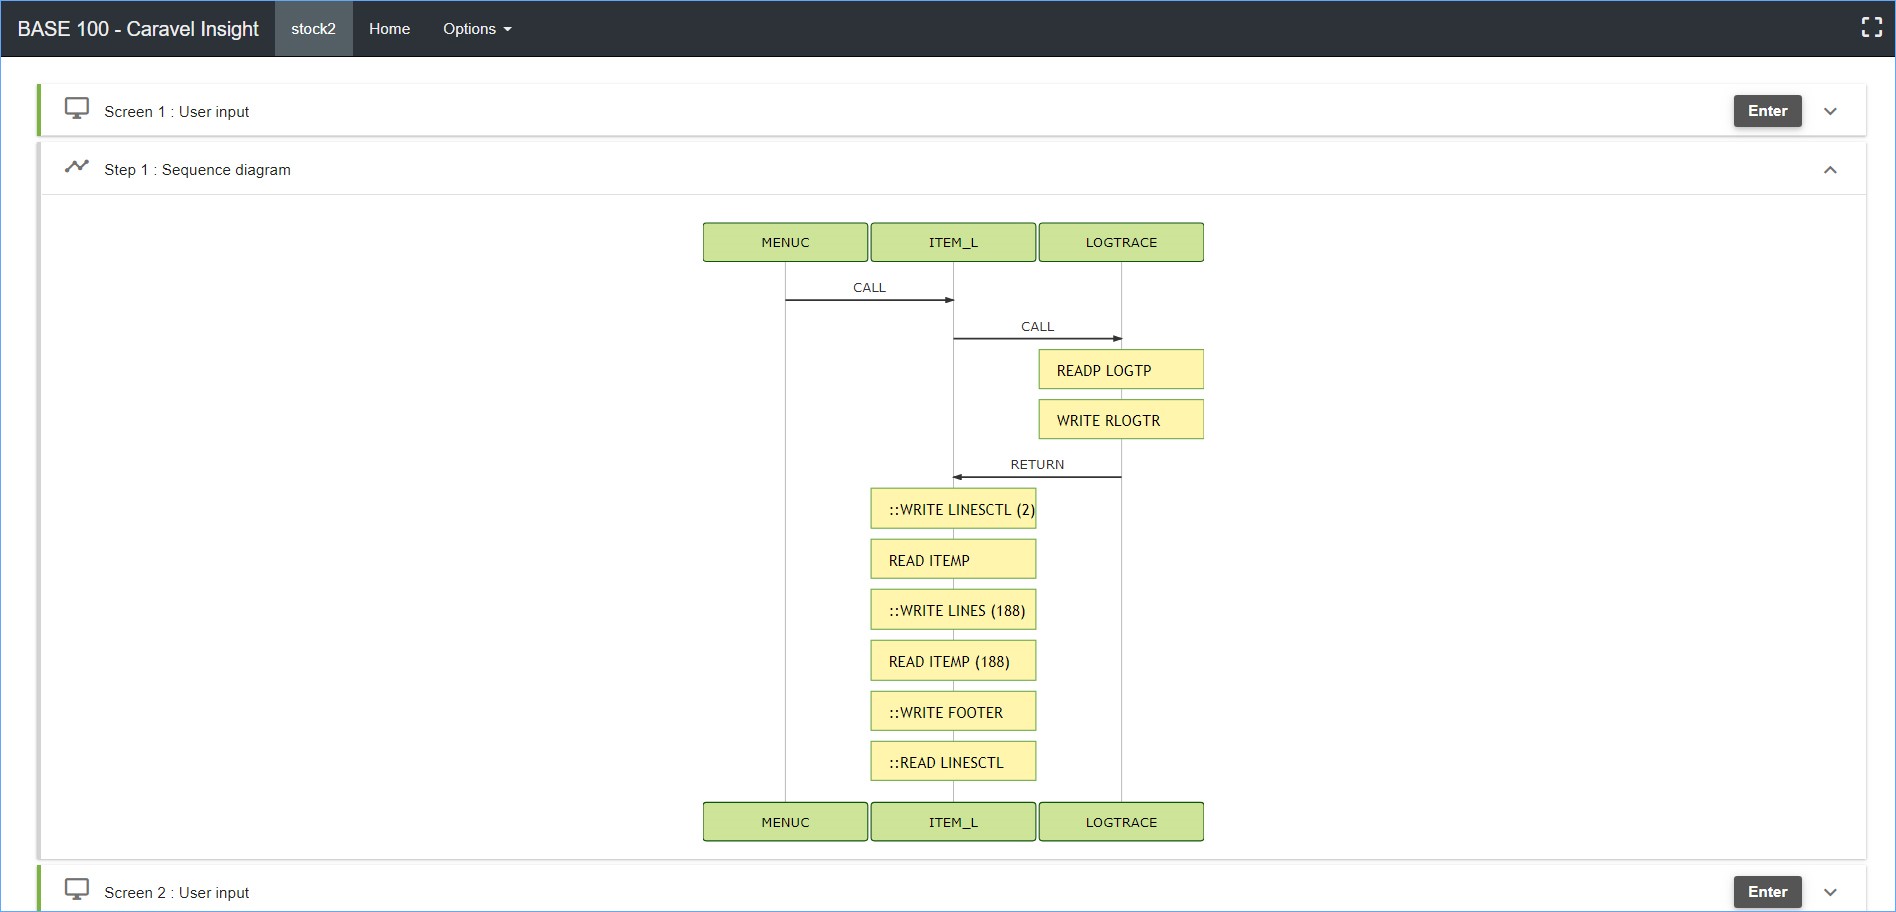 BASE 100 - Caravel Insight stock2 Home Options
Screen 1 : User input Enter
Step 1 : Sequence diagram
MENUC ITEM_L LOGTRACE
CALL
CALL
READP LOGTP
WRITE RLOGTR
RETURN
::WRITE LINESCTL (2)
READ ITEMP
::WRITE LINES (188)
READ ITEMP (188)
::WRITE FOOTER
::READ LINESCTL
MENUC ITEM_L LOGTRACE
Screen 2 : User input Enter